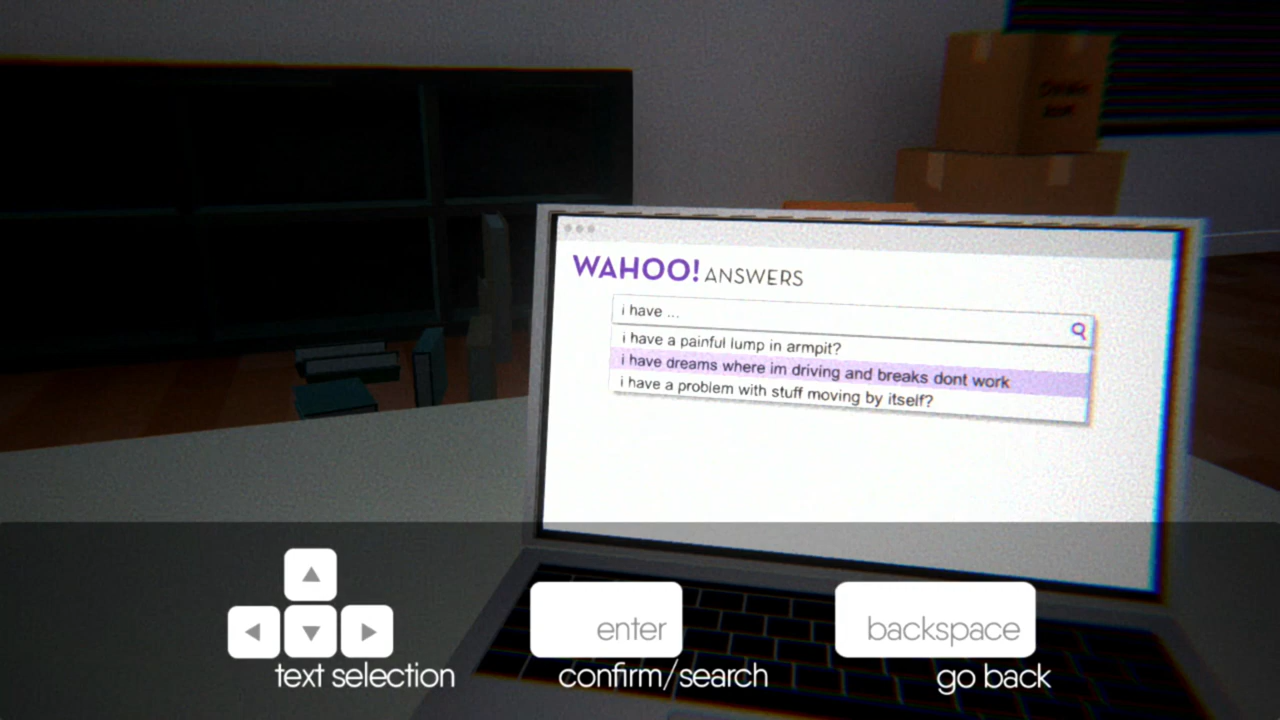 WAHOO! ANSWERS
i have ...
i have a painful lump in armpit?
i have dreams where im driving and breaks dont work
i have a problem with stuff moving by itself?
enter
backspace
text selection
confirm/search
go back